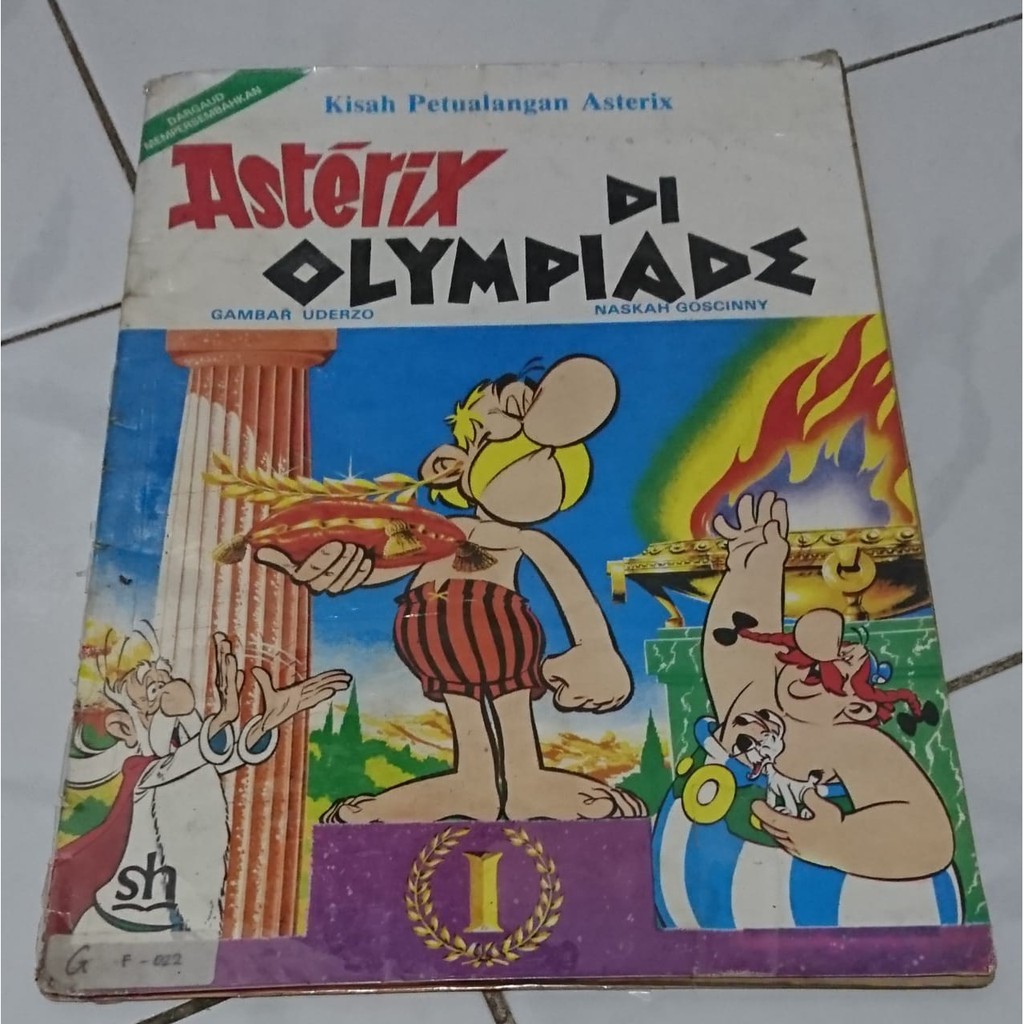 DARGAUD
MEMPERSEMBAHKAN
Kisah Petualangan Asterix
Astérix
DI
OLYMPIADE
GAMBAR UDERZO
NASKAH GOSCINNY
I
sh
G F-022